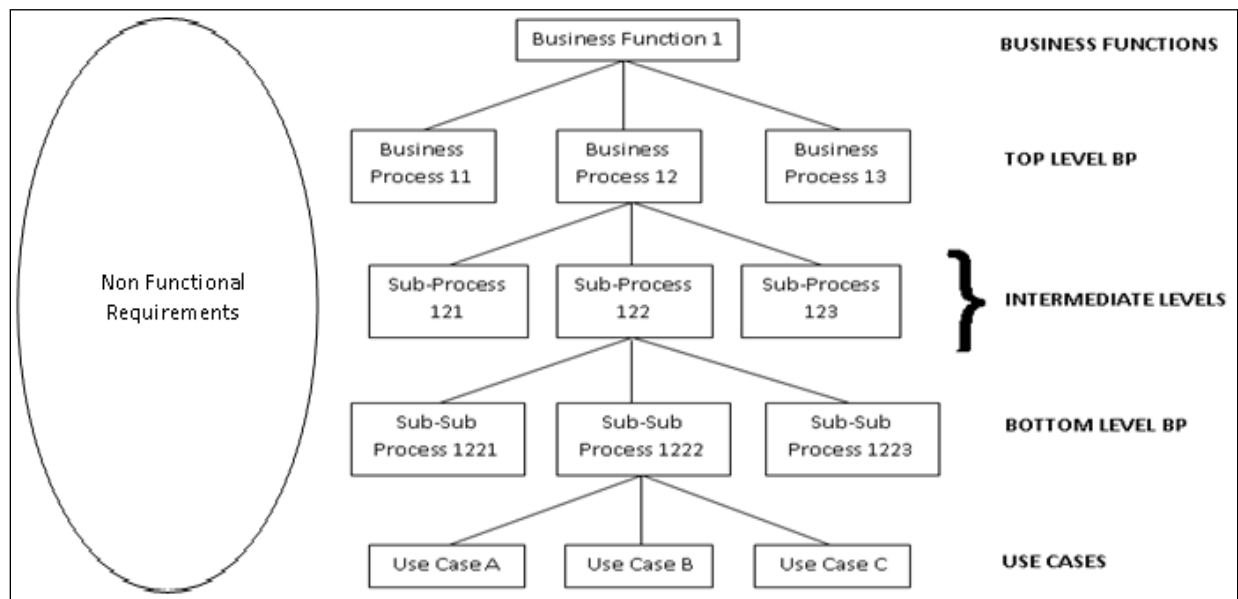 Business Function 1
BUSINESS FUNCTIONS
Business
Process 11
Business
Process 12
Business
Process 13
TOP LEVEL BP
Non Functional
Requirements
Sub-Process
121
Sub-Process
122
Sub-Process
123
INTERMEDIATE LEVELS
Sub-Sub
Process 1221
Sub-Sub
Process 1222
Sub-Sub
Process 1223
BOTTOM LEVEL BP
Use Case A
Use Case B
Use Case C
USE CASES